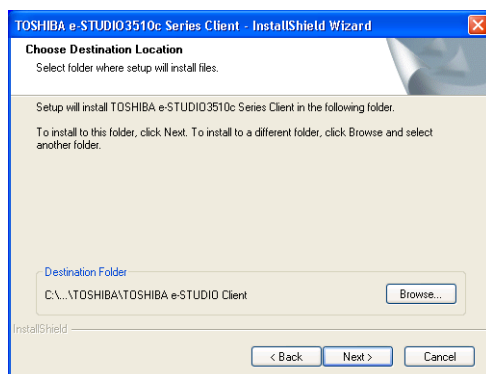 TOSHIBA e-STUDIO3510c Series Client - InstallShield Wizard
Choose Destination Location
Select folder where setup will install files.
Setup will install TOSHIBA e-STUDIO3510c Series Client in the following folder.
To install to this folder, click Next. To install to a different folder, click Browse and select
another folder.
Destination Folder
C:\...\TOSHIBA\TOSHIBA e-STUDIO Client
Browse...
InstallShield
< Back
Next >
Cancel